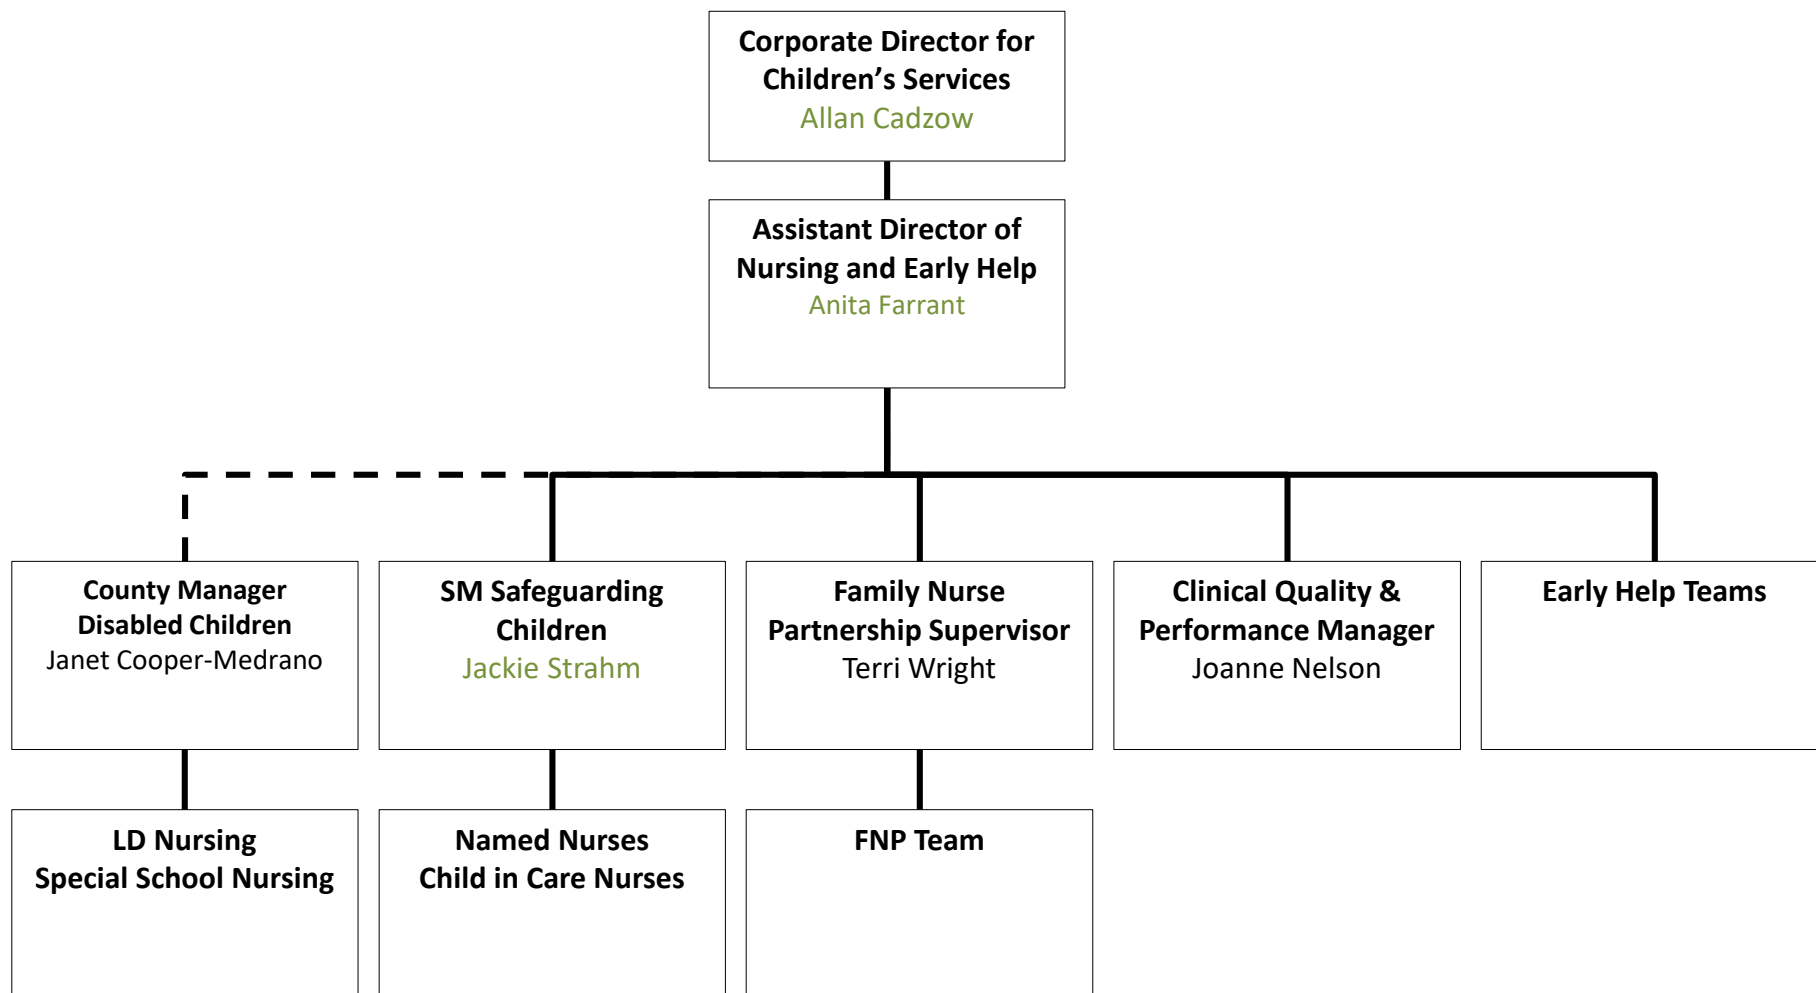 Corporate Director for
Children’s Services
Allan Cadzow
Assistant Director of
Nursing and Early Help
Anita Farrant
County Manager
Disabled Children
Janet Cooper-Medrano
SM Safeguarding
Children
Jackie Strahm
Family Nurse
Partnership Supervisor
Terri Wright
Clinical Quality &
Performance Manager
Joanne Nelson
Early Help Teams
LD Nursing
Special School Nursing
Named Nurses
Child in Care Nurses
FNP Team